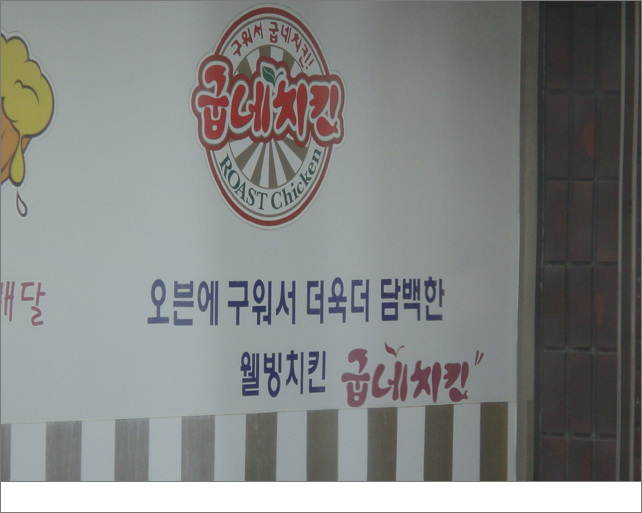 구워서 굽네치킨!
굽네치킨
ROAST Chicken
배달
오븐에 구워서 더욱더 담백한
웰빙치킨 굽네치킨"